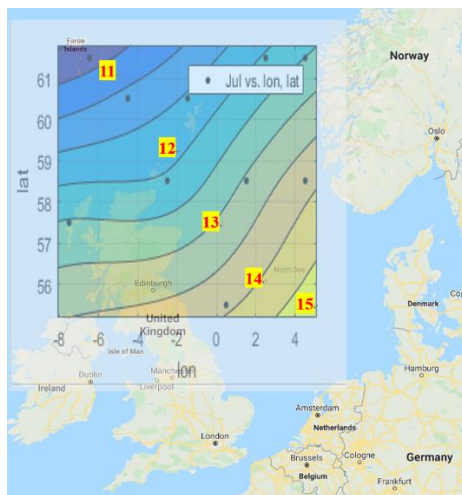 Faroe
Islands
Norway
61
11
Jul vs. lon, lat
60
Oslo
12
59
lat
58
13
57
North Sea
14
56
Edinburgh
15
United
Kingdom
Denmark
-8
-6
-4
-2
0
2
4
Isle of Man
lon
Dublin
Manc
Liverpool
Hamburg
Ireland
Amsterdam
Netherlands
London
Brussels
Cologne
Germany
Belgium
Frankfurt